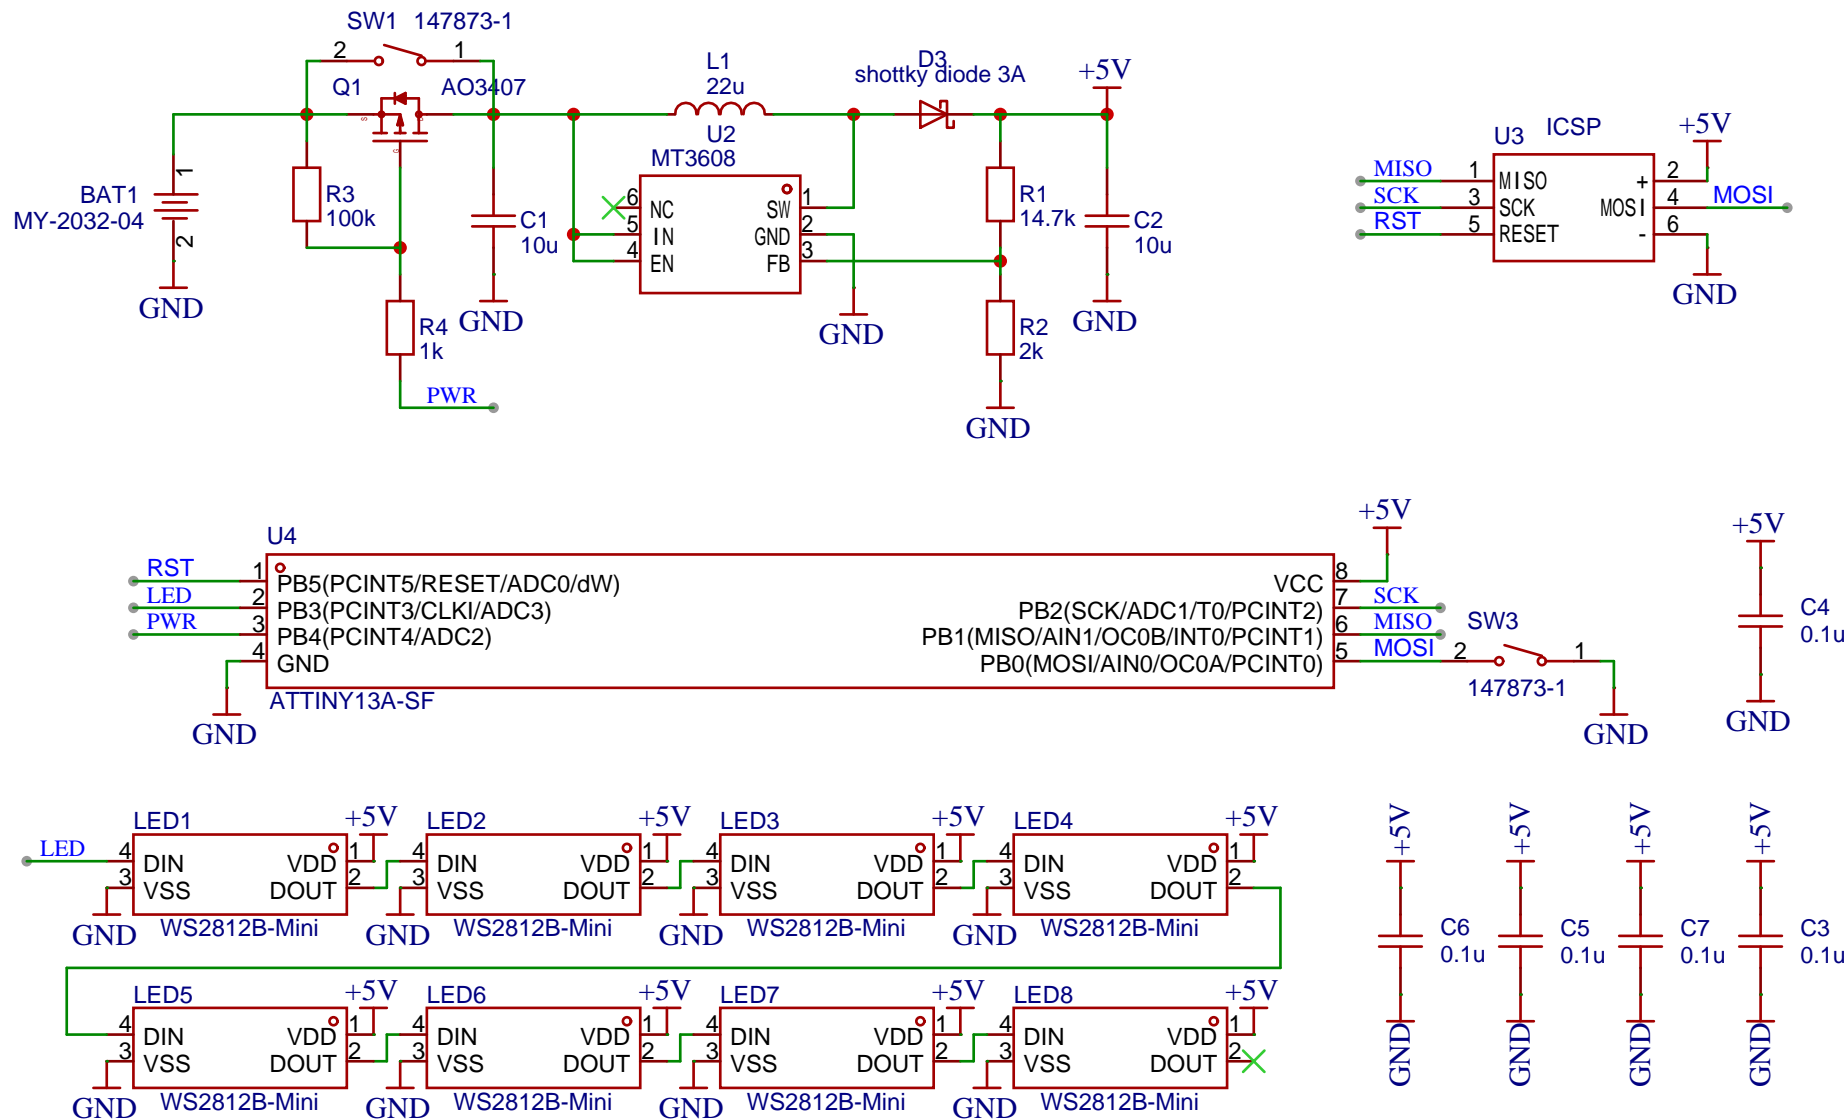 SW1 147873-1
2 1
Q1 AO3407
S G
R3
100k
BAT1
MY-2032-04
1
2
GND
R4
1k
PWR
C1
10u
GND
L1
22u
U2
MT3608
6 NC
5 IN
4 EN
SW 1
GND 2
FB 3
GND
D3
shottky diode 3A
+5V
R1
14.7k
R2
2k
GND
C2
10u
GND
U3 ICSP
MISO 1 MISO
SCK 3 SCK
RST 5 RESET
+ 2 +5V
MOSI 4 MOSI
- 6
GND
U4
RST 1 PB5(PCINT5/RESET/ADC0/dW)
LED 2 PB3(PCINT3/CLKI/ADC3)
PWR 3 PB4(PCINT4/ADC2)
4 GND
GND
ATTINY13A-SF
+5V
VCC 8
PB2(SCK/ADC1/T0/PCINT2) 7 SCK
PB1(MISO/AIN1/OC0B/INT0/PCINT1) 6 MISO
PB0(MOSI/AIN0/OC0A/PCINT0) 5 MOSI
SW3
2 1
147873-1
GND
+5V
C4
0.1u
GND
LED1 +5V
LED 4 DIN VDD 1
3 VSS DOUT 2
GND WS2812B-Mini
LED2 +5V
4 DIN VDD 1
3 VSS DOUT 2
GND WS2812B-Mini
LED3 +5V
4 DIN VDD 1
3 VSS DOUT 2
GND WS2812B-Mini
LED4 +5V
4 DIN VDD 1
3 VSS DOUT 2
GND WS2812B-Mini
LED5 +5V
4 DIN VDD 1
3 VSS DOUT 2
GND WS2812B-Mini
LED6 +5V
4 DIN VDD 1
3 VSS DOUT 2
GND WS2812B-Mini
LED7 +5V
4 DIN VDD 1
3 VSS DOUT 2
GND WS2812B-Mini
LED8 +5V
4 DIN VDD 1
3 VSS DOUT 2
GND WS2812B-Mini
+5V
C6
0.1u
GND
+5V
C5
0.1u
GND
+5V
C7
0.1u
GND
+5V
C3
0.1u
GND